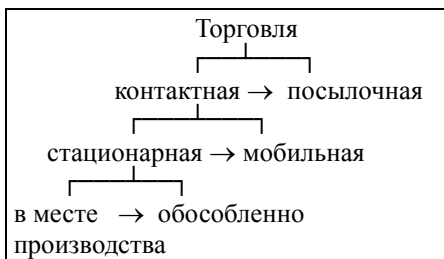 Торговля
контактная → посылочная
стационарная → мобильная
в месте → обособленно
производства